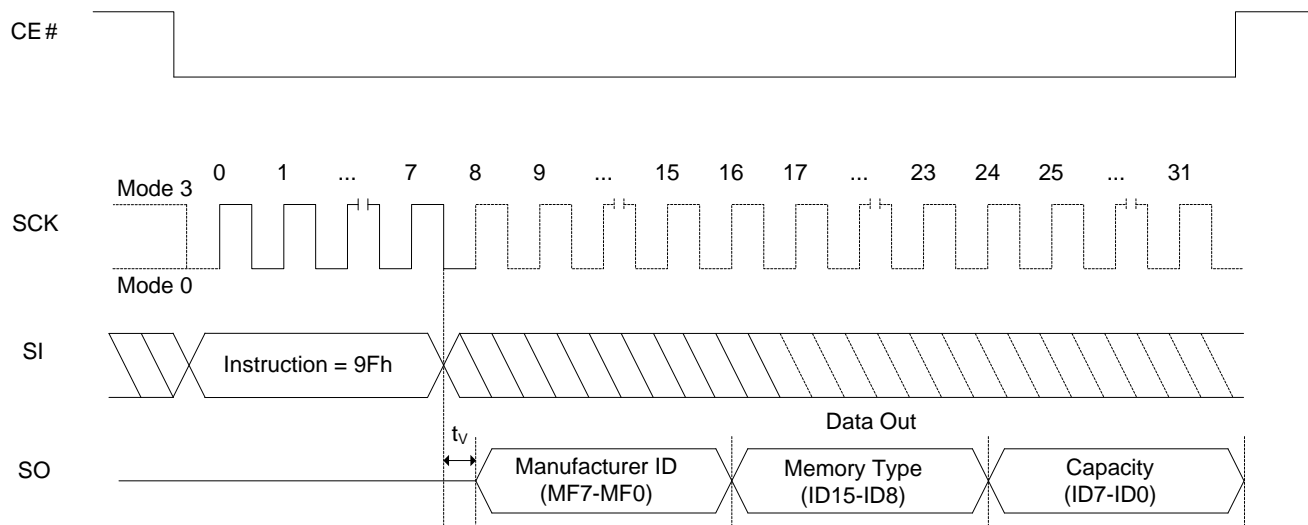 CE#
0 1 ... 7 8 9 ... 15 16 17 ... 23 24 25 ... 31
Mode 3
SCK
Mode 0
SI
Instruction = 9Fh
Data Out
tV
SO
Manufacturer ID
(MF7-MF0)
Memory Type
(ID15-ID8)
Capacity
(ID7-ID0)